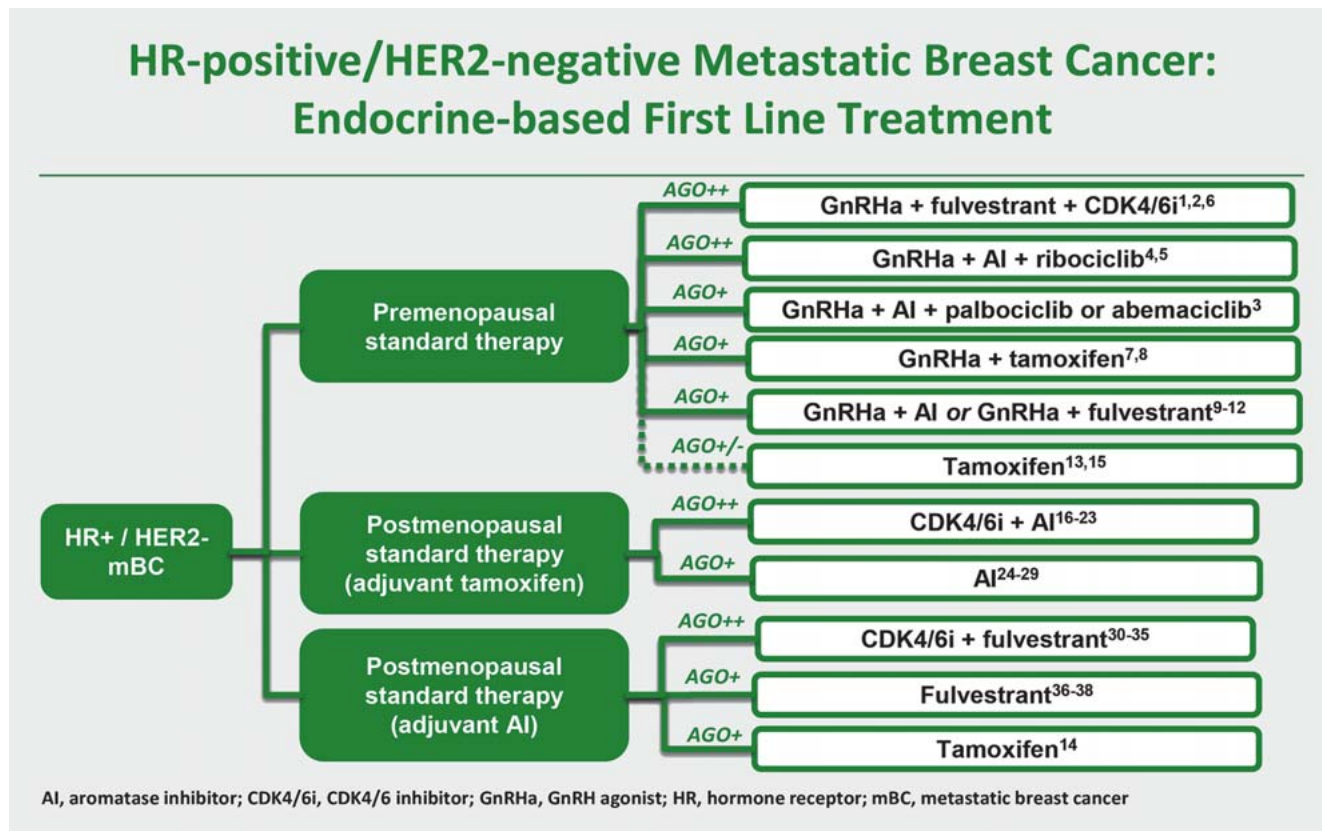 HR-positive/HER2-negative Metastatic Breast Cancer:
Endocrine-based First Line Treatment
HR+ / HER2-
mBC
Premenopausal
standard therapy
AGO++
GnRHa + fulvestrant + CDK4/6i1,2,6
AGO++
GnRHa + AI + ribociclib4,5
AGO+
GnRHa + AI + palbociclib or abemaciclib3
AGO+
GnRHa + tamoxifen7,8
AGO+
GnRHa + AI or GnRHa + fulvestrant9-12
AGO+/-
Tamoxifen13,15
Postmenopausal
standard therapy
(adjuvant tamoxifen)
AGO++
CDK4/6i + AI16-23
AGO+
AI24-29
Postmenopausal
standard therapy
(adjuvant AI)
AGO++
CDK4/6i + fulvestrant30-35
AGO+
Fulvestrant36-38
AGO+
Tamoxifen14
AI, aromatase inhibitor; CDK4/6i, CDK4/6 inhibitor; GnRHa, GnRH agonist; HR, hormone receptor; mBC, metastatic breast cancer